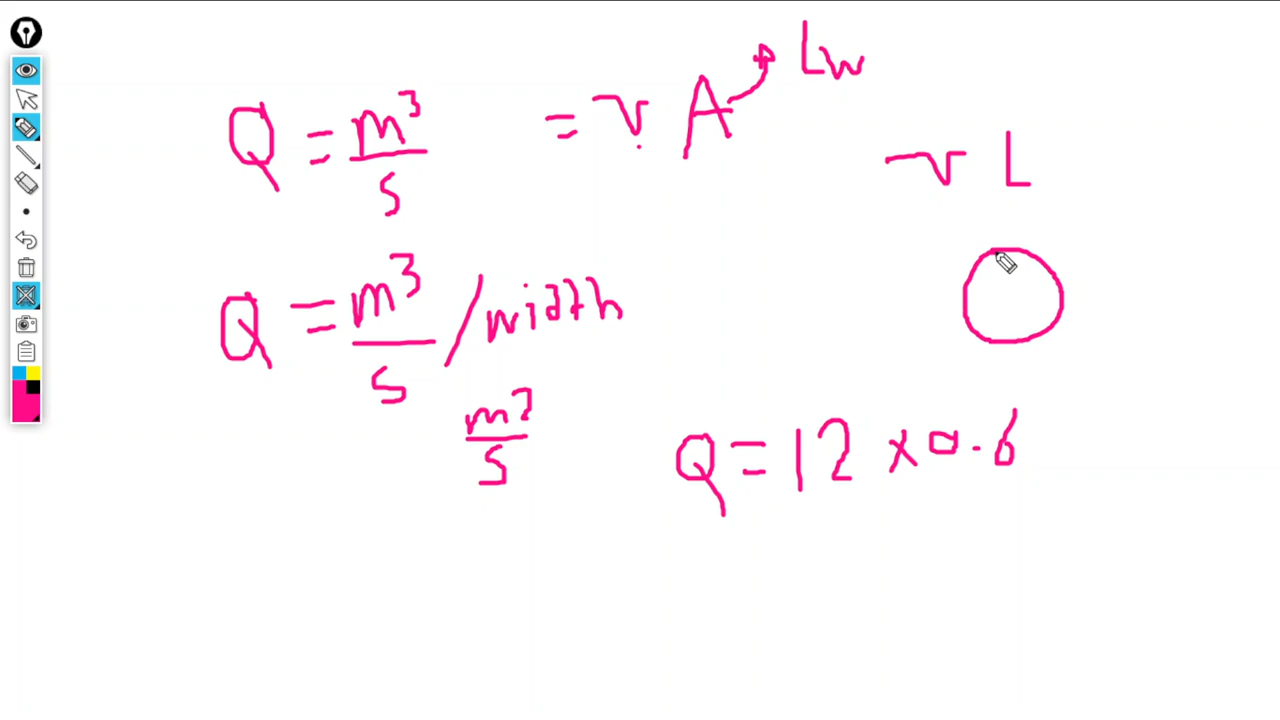 Q = m³/s = v A → Lw
v L
Q = m³/s /width
m²/s
Q = 12 × 0.6